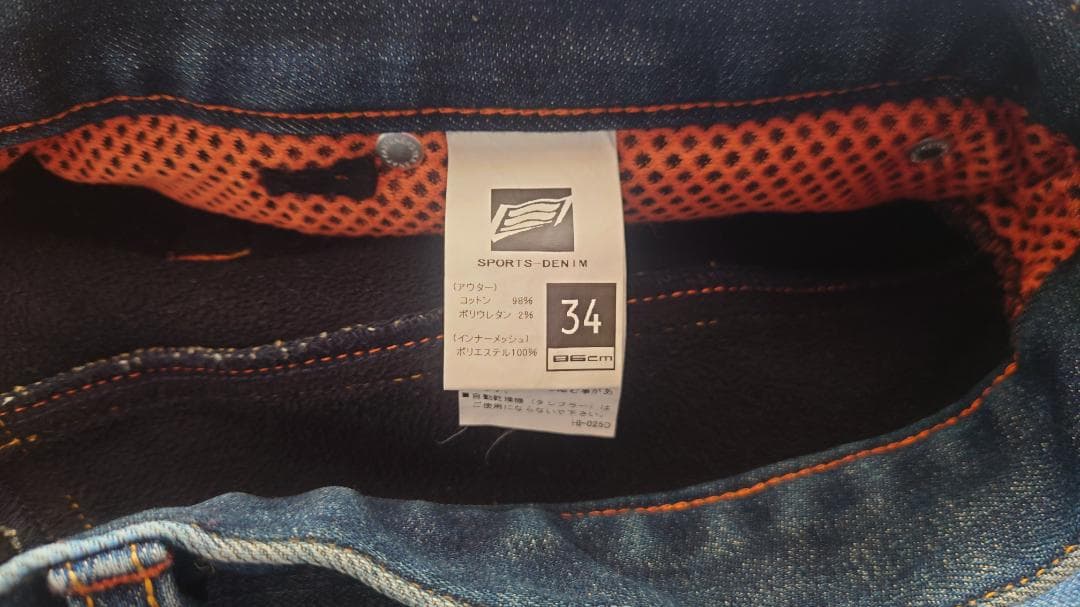 SPORTS-DENIM
(アウター)
コットン 98%
ポリウレタン 2%
(インナーメッシュ)
ポリエステル100%
34
86cm
■自動乾燥機(タンブラー)は
ご使用にならないで下さい。